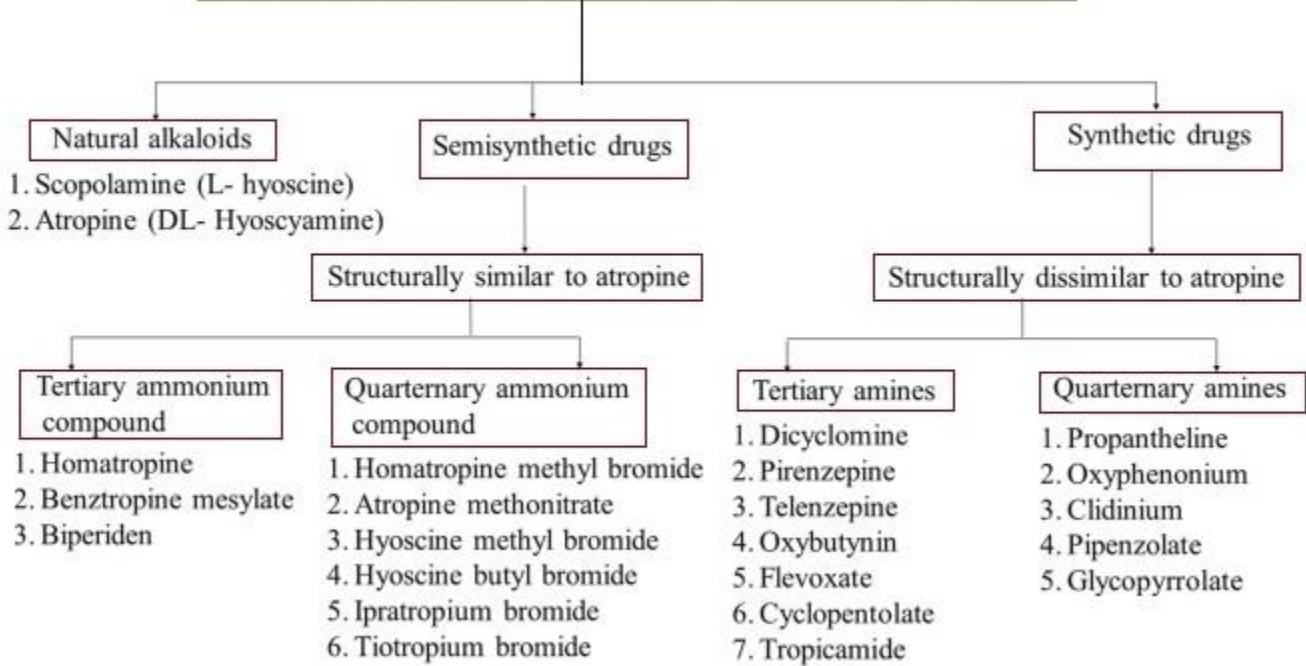 Natural alkaloids
1. Scopolamine (L- hyoscine)
2. Atropine (DL- Hyoscyamine)
Semisynthetic drugs
Structurally similar to atropine
Tertiary ammonium
compound
1. Homatropine
2. Benztropine mesylate
3. Biperiden
Quarternary ammonium
compound
1. Homatropine methyl bromide
2. Atropine methonitrate
3. Hyoscine methyl bromide
4. Hyoscine butyl bromide
5. Ipratropium bromide
6. Tiotropium bromide
Synthetic drugs
Structurally dissimilar to atropine
Tertiary amines
1. Dicyclomine
2. Pirenzepine
3. Telenzepine
4. Oxybutynin
5. Flevoxate
6. Cyclopentolate
7. Tropicamide
Quarternary amines
1. Propantheline
2. Oxyphenonium
3. Clidinium
4. Pipenzolate
5. Glycopyrrolate